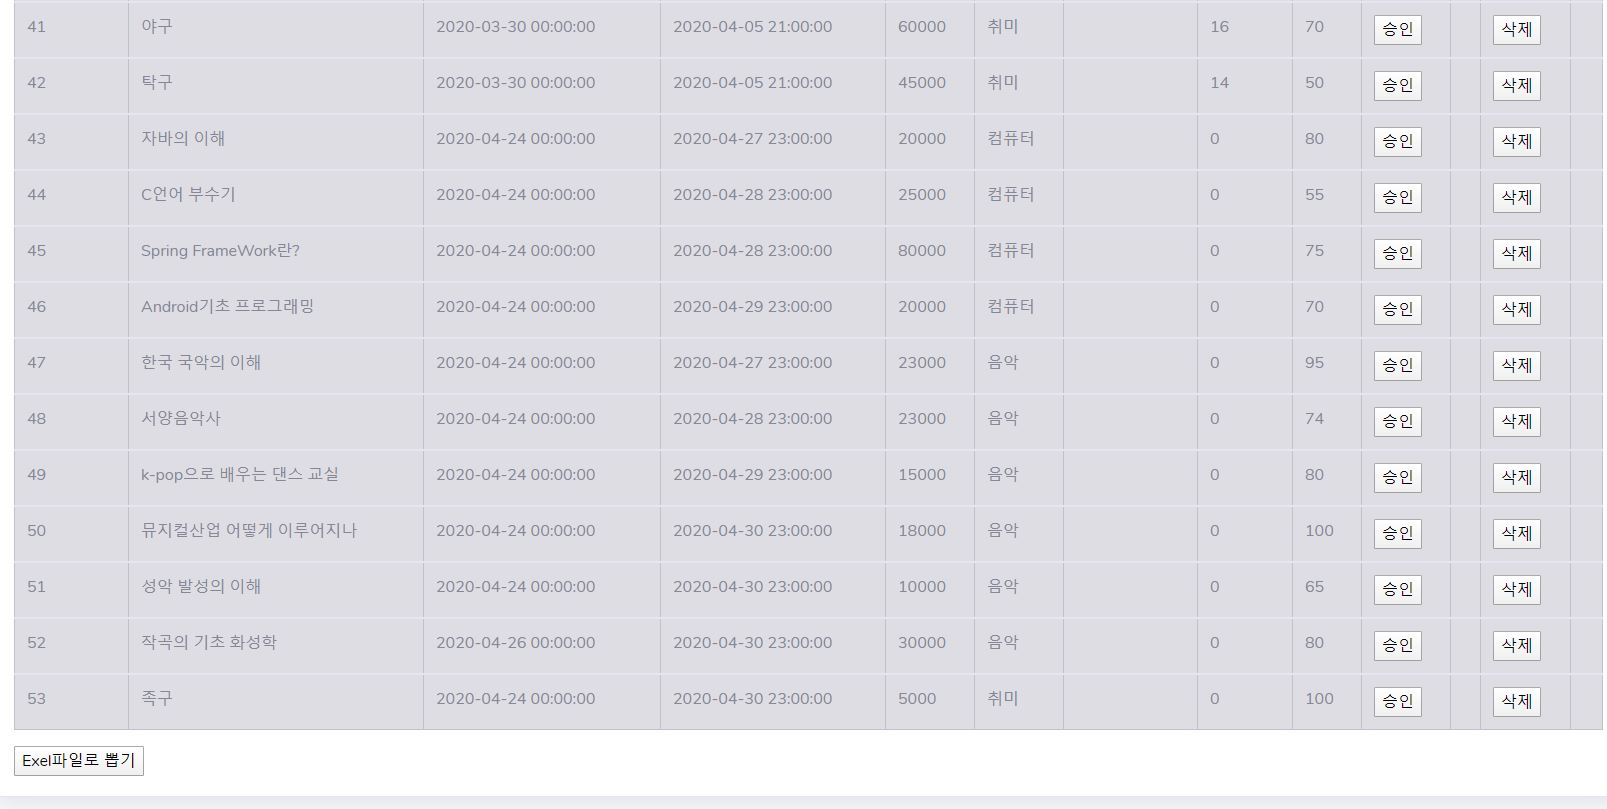 41 야구 2020-03-30 00:00:00 2020-04-05 21:00:00 60000 취미 16 70 승인 삭제
42 탁구 2020-03-30 00:00:00 2020-04-05 21:00:00 45000 취미 14 50 승인 삭제
43 자바의 이해 2020-04-24 00:00:00 2020-04-27 23:00:00 20000 컴퓨터 0 80 승인 삭제
44 C언어 부수기 2020-04-24 00:00:00 2020-04-28 23:00:00 25000 컴퓨터 0 55 승인 삭제
45 Spring FrameWork란? 2020-04-24 00:00:00 2020-04-28 23:00:00 80000 컴퓨터 0 75 승인 삭제
46 Android기초 프로그래밍 2020-04-24 00:00:00 2020-04-29 23:00:00 20000 컴퓨터 0 70 승인 삭제
47 한국 국악의 이해 2020-04-24 00:00:00 2020-04-27 23:00:00 23000 음악 0 95 승인 삭제
48 서양음악사 2020-04-24 00:00:00 2020-04-28 23:00:00 23000 음악 0 74 승인 삭제
49 k-pop으로 배우는 댄스 교실 2020-04-24 00:00:00 2020-04-29 23:00:00 15000 음악 0 80 승인 삭제
50 뮤지컬산업 어떻게 이루어지나 2020-04-24 00:00:00 2020-04-30 23:00:00 18000 음악 0 100 승인 삭제
51 성악 발성의 이해 2020-04-24 00:00:00 2020-04-30 23:00:00 10000 음악 0 65 승인 삭제
52 작곡의 기초 화성학 2020-04-26 00:00:00 2020-04-30 23:00:00 30000 음악 0 80 승인 삭제
53 족구 2020-04-24 00:00:00 2020-04-30 23:00:00 5000 취미 0 100 승인 삭제
Exel파일로 뽑기